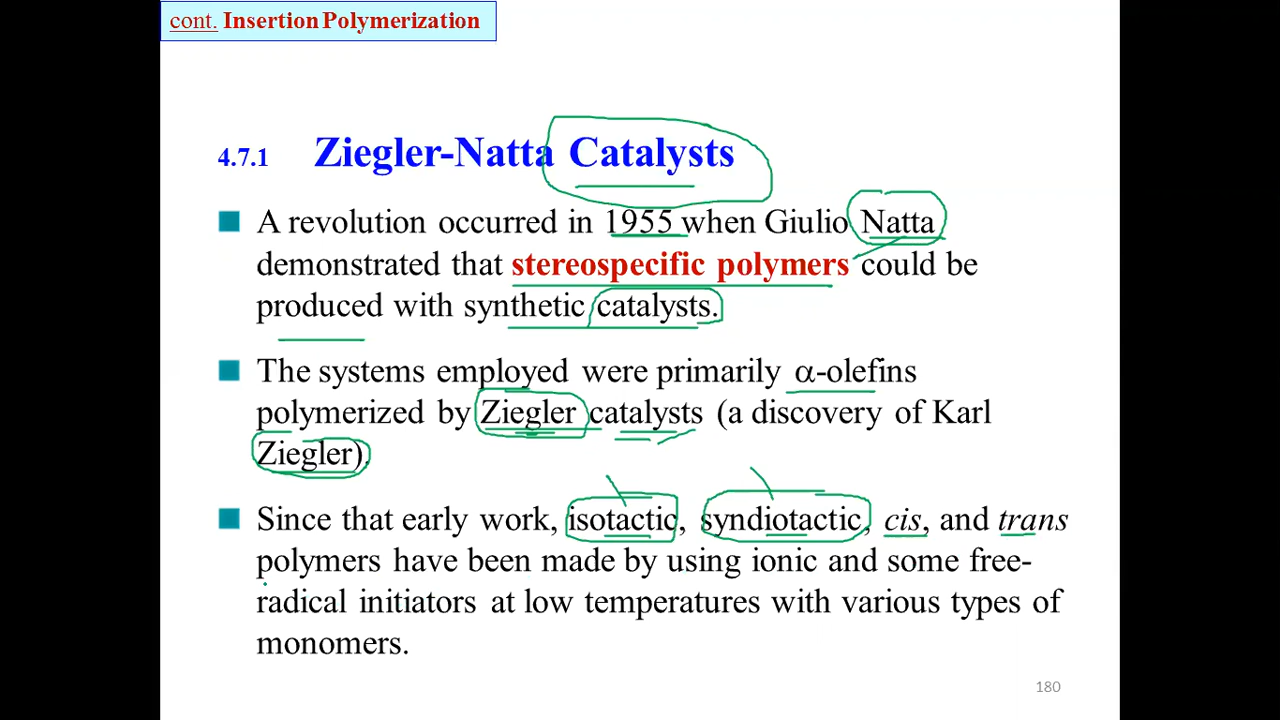 cont. Insertion Polymerization
4.7.1 Ziegler-Natta Catalysts
A revolution occurred in 1955 when Giulio Natta
demonstrated that stereospecific polymers could be
produced with synthetic catalysts.
The systems employed were primarily α-olefins
polymerized by Ziegler catalysts (a discovery of Karl
Ziegler).
Since that early work, isotactic, syndiotactic, cis, and trans
polymers have been made by using ionic and some free-
radical initiators at low temperatures with various types of
monomers.
180